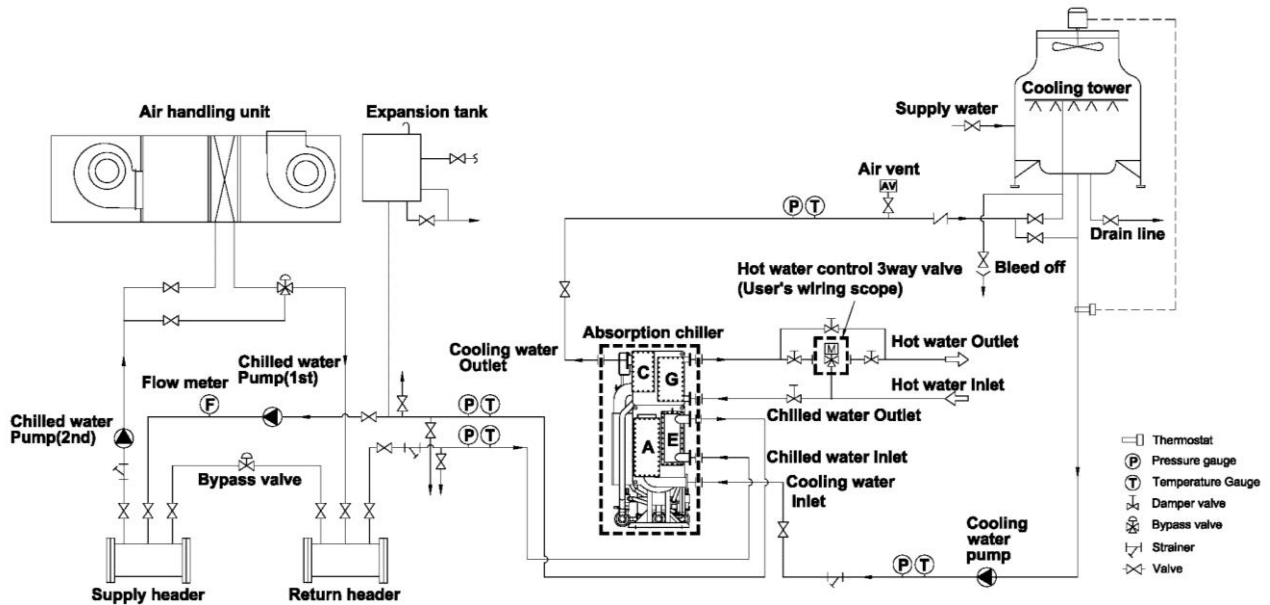 Air handling unit
Expansion tank
Cooling tower
Supply water
Air vent
AV
P
T
Drain line
Bleed off
Hot water control 3way valve
(User's wiring scope)
Absorption chiller
Cooling water
Outlet
M
Hot water Outlet
C
G
Hot water Inlet
Chilled water
Pump(1st)
Flow meter
F
P
T
Chilled water Outlet
Chilled water
Pump(2nd)
P
T
A
E
Chilled water Inlet
Bypass valve
Cooling water
Inlet
Cooling
water
pump
P
T
Supply header
Return header
Thermostat
P
Pressure gauge
T
Temperature Gauge
Damper valve
Bypass valve
Strainer
Valve